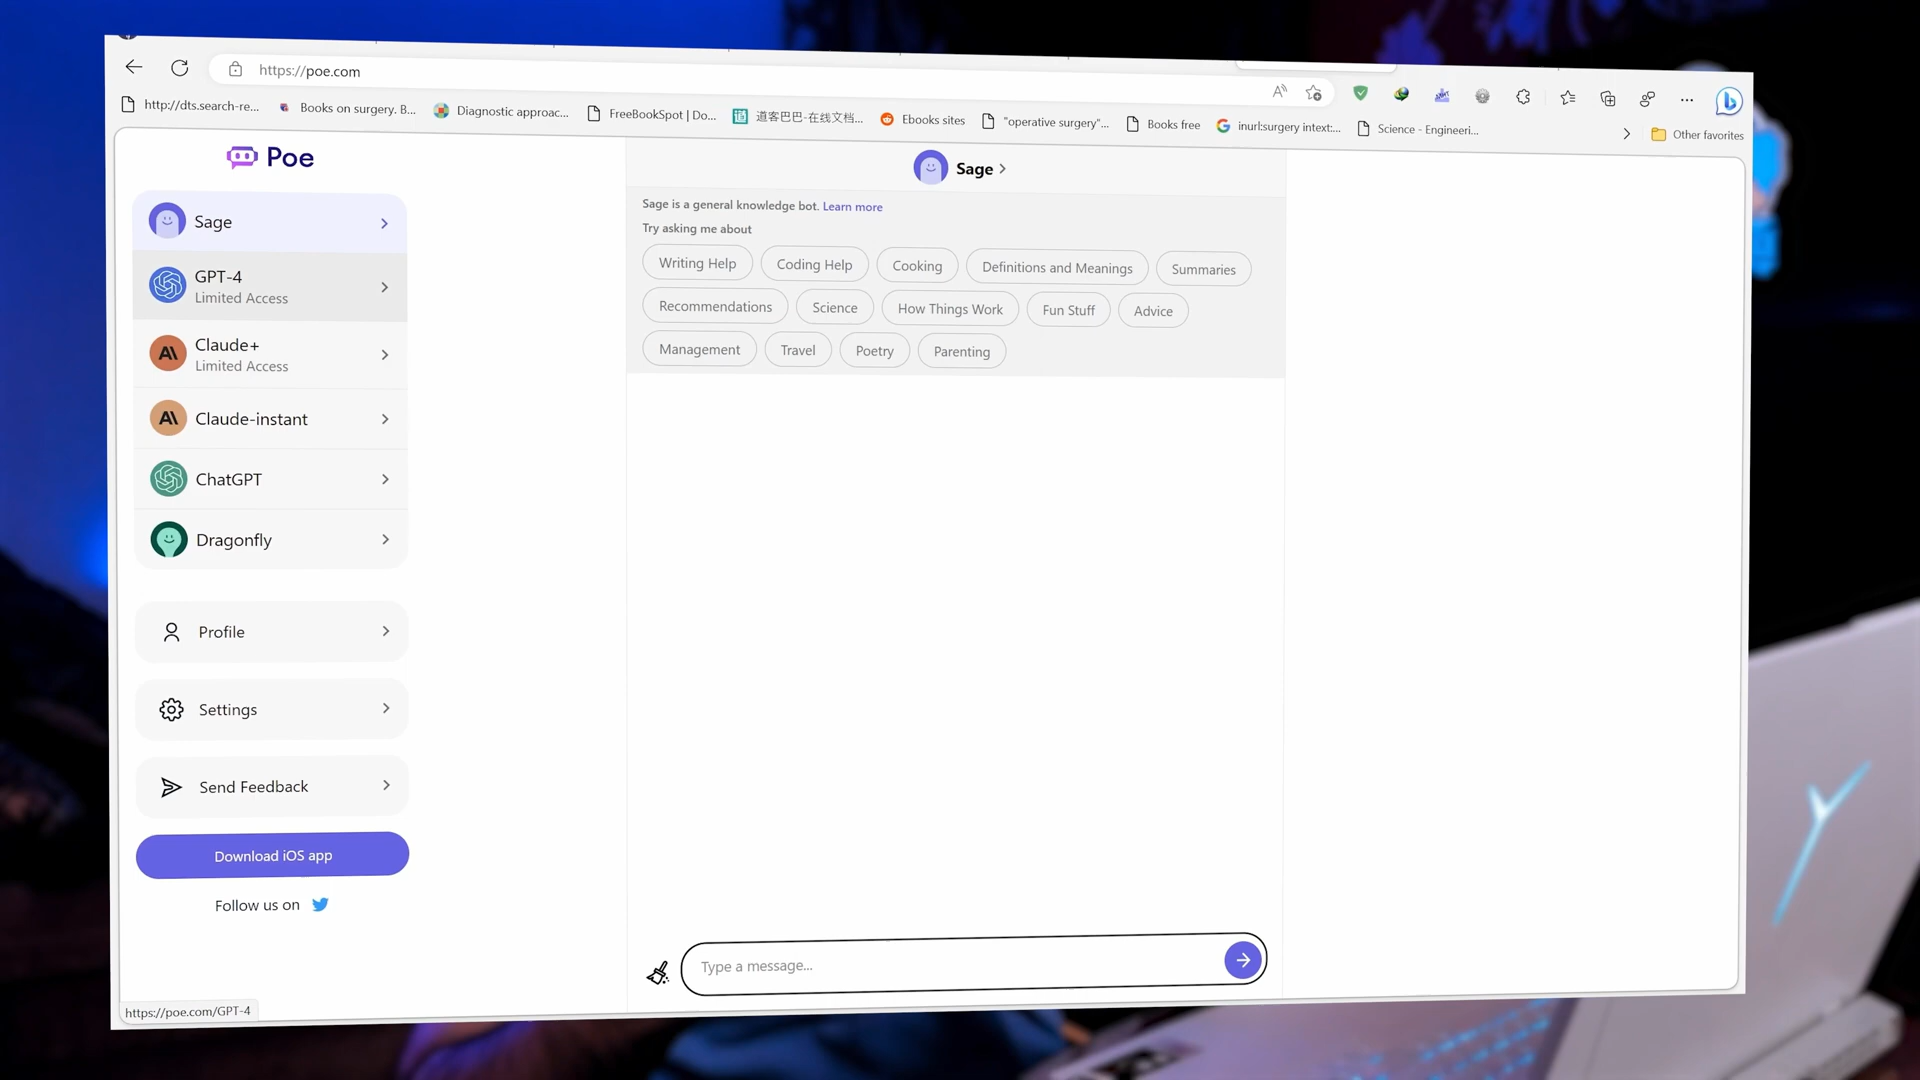 https://poe.com
http://dts.search-re...
Books on surgery. B...
Diagnostic approac...
FreeBookSpot | Do...
道客巴巴-在线文档...
Ebooks sites
"operative surgery"...
Books free
inurl:surgery intext:...
Science - Engineeri...
Other favorites
Poe
Sage
GPT-4
Limited Access
Claude+
Limited Access
Claude-instant
ChatGPT
Dragonfly
Profile
Settings
Send Feedback
Download iOS app
Follow us on
https://poe.com/GPT-4
Sage
Sage is a general knowledge bot. Learn more
Try asking me about
Writing Help
Coding Help
Cooking
Definitions and Meanings
Summaries
Recommendations
Science
How Things Work
Fun Stuff
Advice
Management
Travel
Poetry
Parenting
Type a message...